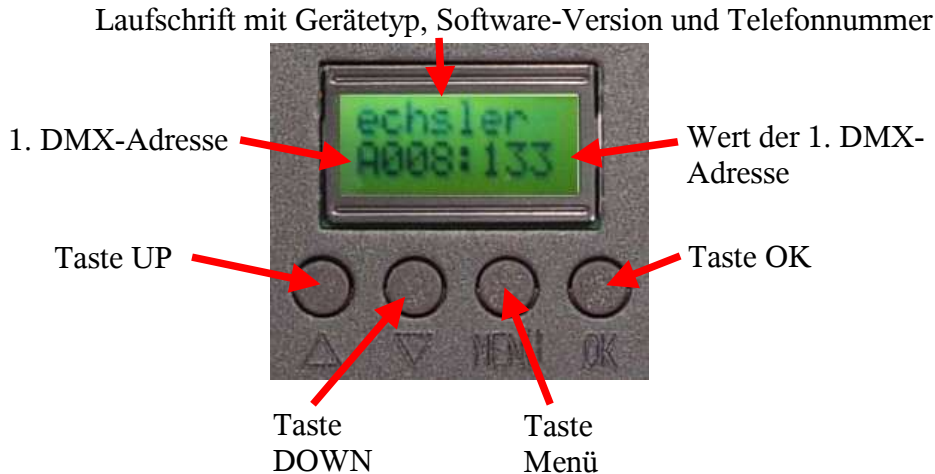 Laufschrift mit Gerätetyp, Software-Version und Telefonnummer
echsler
1. DMX-Adresse
A008:133
Wert der 1. DMX-
Adresse
Taste UP
Taste OK
MENÜ OK
Taste
DOWN
Taste
Menü